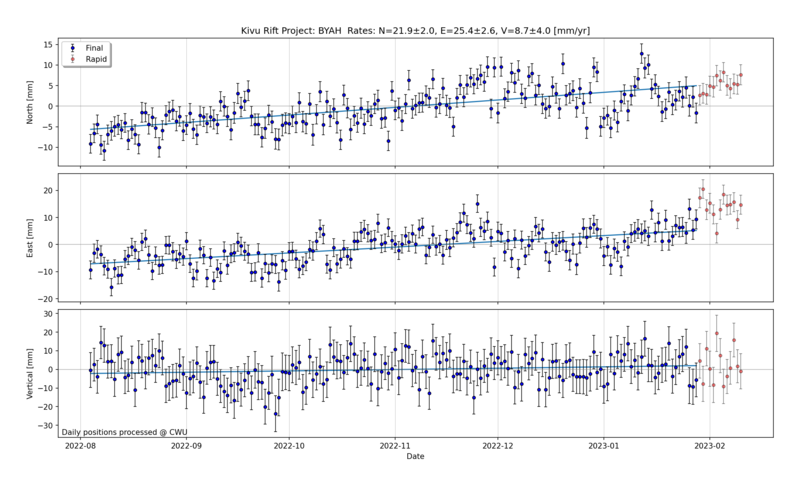 Kivu Rift Project: BYAH  Rates: N=21.9±2.0, E=25.4±2.6, V=8.7±4.0 [mm/yr]
Final
Rapid
North [mm]
15
10
5
0
−5
−10
East [mm]
20
10
0
−10
−20
Vertical [mm]
30
20
10
0
−10
−20
−30
Daily positions processed @ CWU
2022-08 2022-09 2022-10 2022-11 2022-12 2023-01 2023-02
Date